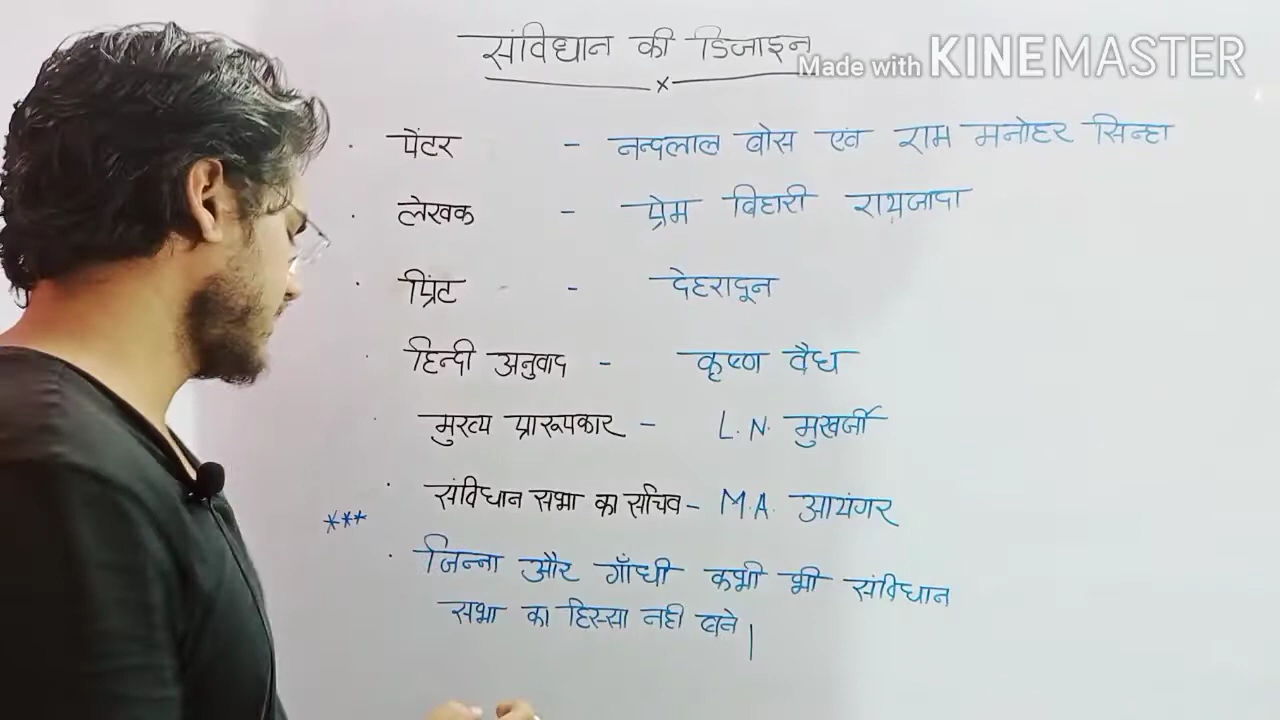 संविधान की डिजाइन
Made with KINEMASTER
पेंटर - नन्दलाल बोस एवं राम मनोहर सिन्हा
लेखक - प्रेम बिहारी रायजादा
प्रिंट - देहरादून
हिन्दी अनुवाद - कृष्ण वैध
मुख्य प्रारूपकार - L.N. मुखर्जी
संविधान सभा का सचिव - M.A. आयंगर
*** जिन्ना और गाँधी कभी भी संविधान
सभा का हिस्सा नही बने।